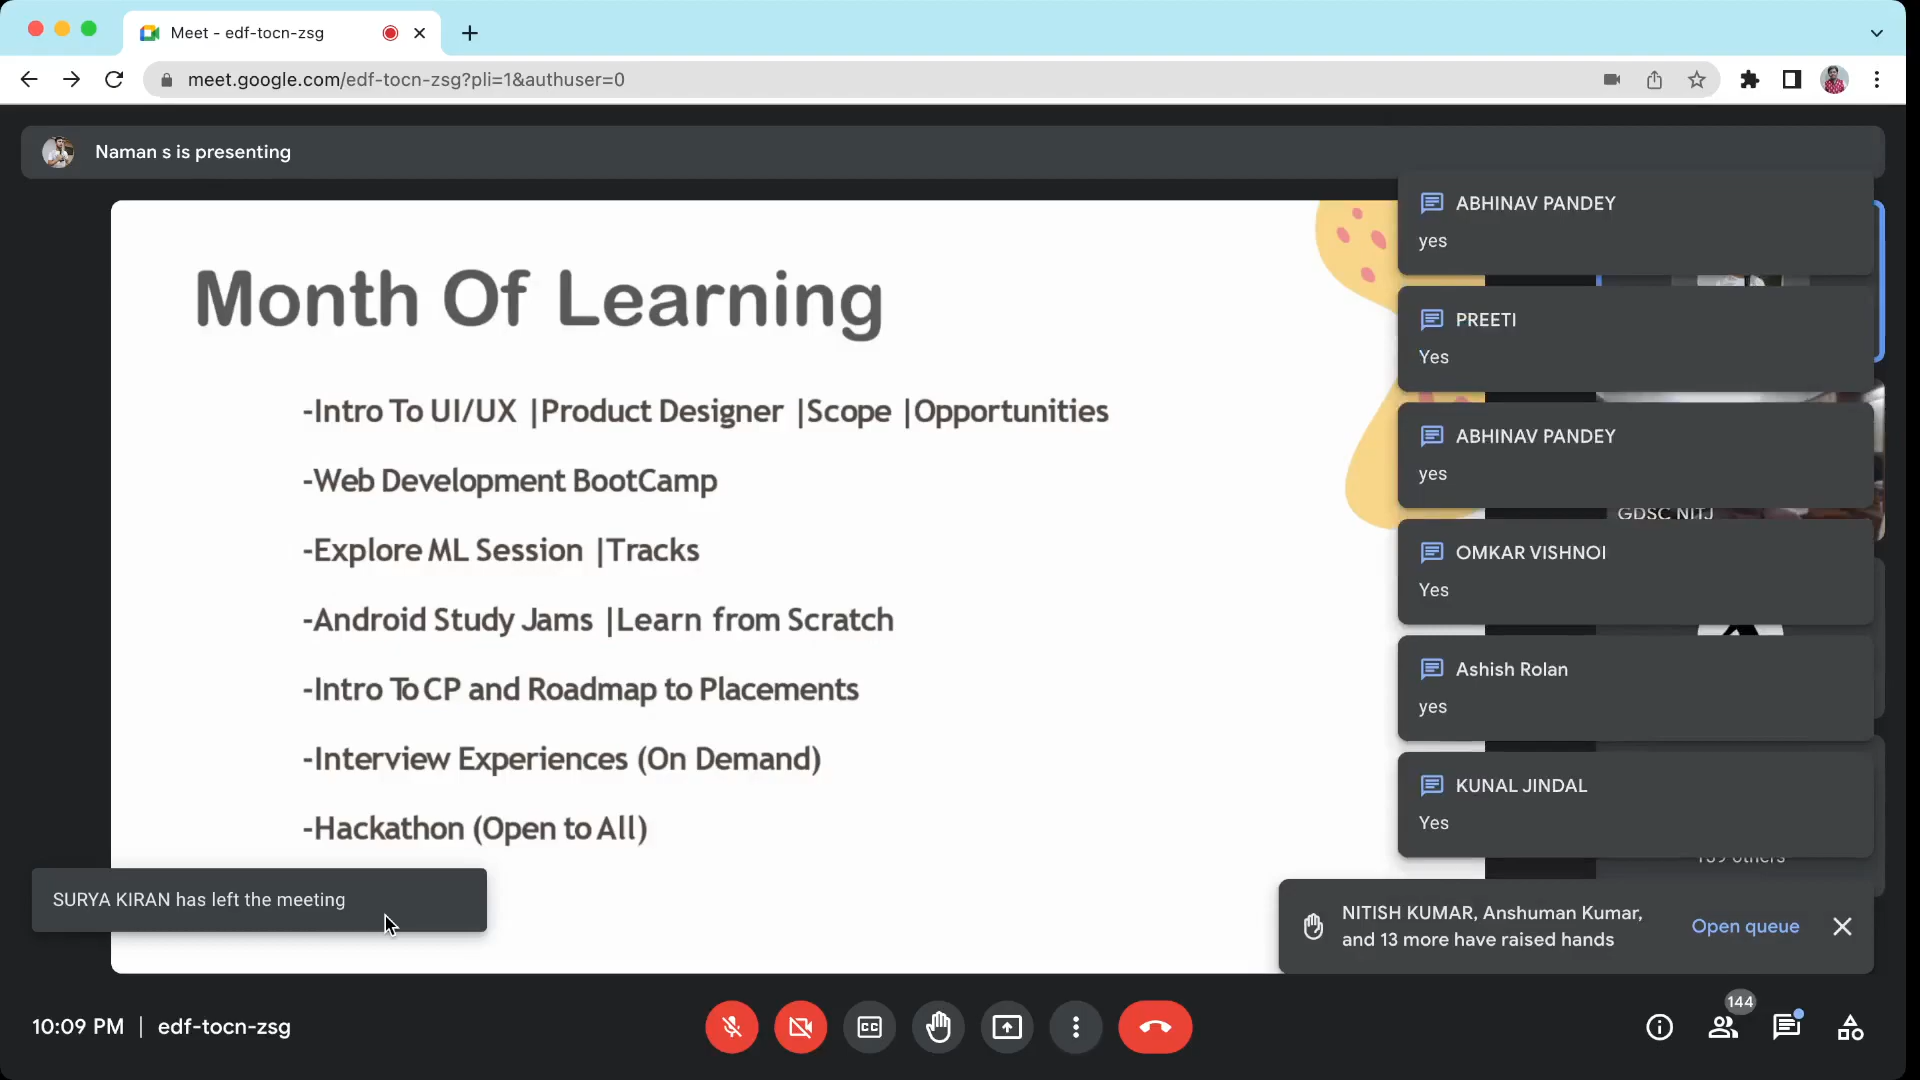 Meet - edf-tocn-zsg
meet.google.com/edf-tocn-zsg?pli=1&authuser=0
Naman s is presenting
Month Of Learning
-Intro To UI/UX |Product Designer |Scope |Opportunities
-Web Development BootCamp
-Explore ML Session |Tracks
-Android Study Jams |Learn from Scratch
-Intro To CP and Roadmap to Placements
-Interview Experiences (On Demand)
-Hackathon (Open to All)
ABHINAV PANDEY
yes
PREETI
Yes
ABHINAV PANDEY
yes
GDSC NITJ
OMKAR VISHNOI
Yes
Ashish Rolan
yes
KUNAL JINDAL
Yes
139 others
SURYA KIRAN has left the meeting
NITISH KUMAR, Anshuman Kumar,
and 13 more have raised hands
Open queue
10:09 PM | edf-tocn-zsg
CC
144